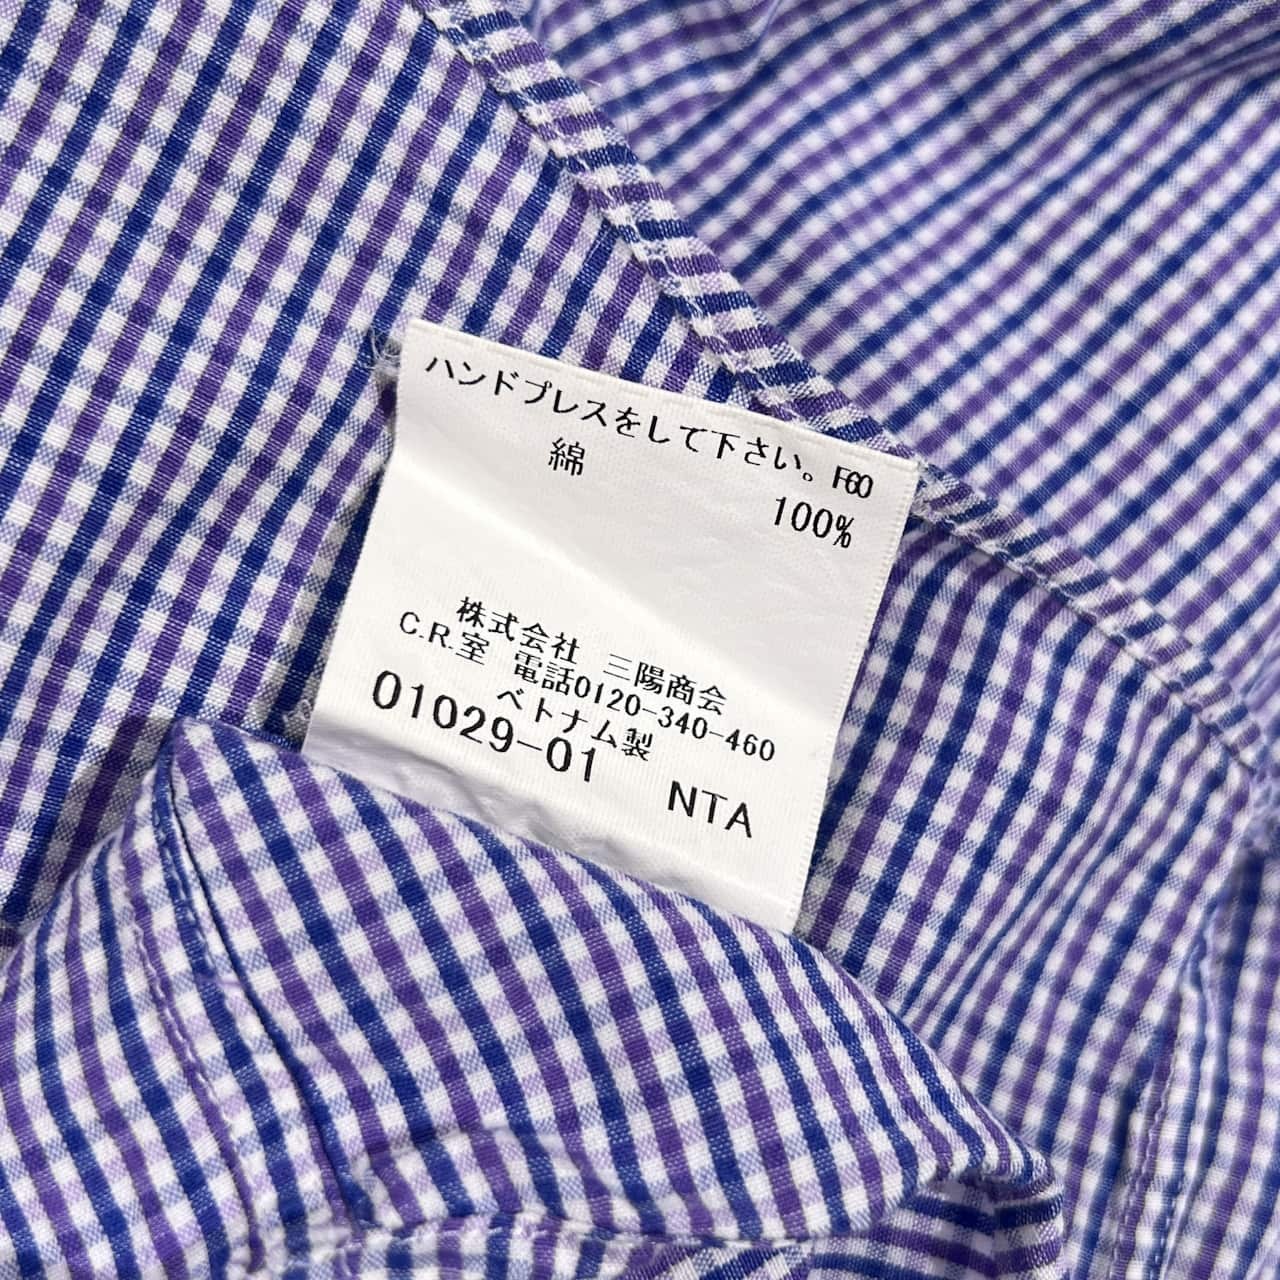 ハンドプレスをして下さい。F60
綿 100%
株式会社 三陽商会
C.R.室 電話0120-340-460
ベトナム製
01029-01 NTA